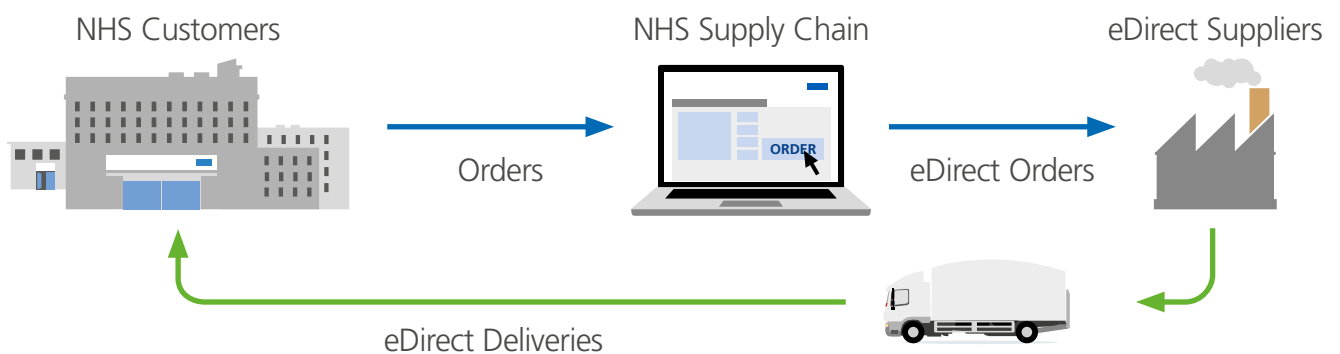 NHS Customers
NHS Supply Chain
eDirect Suppliers
ORDER
Orders
eDirect Orders
eDirect Deliveries